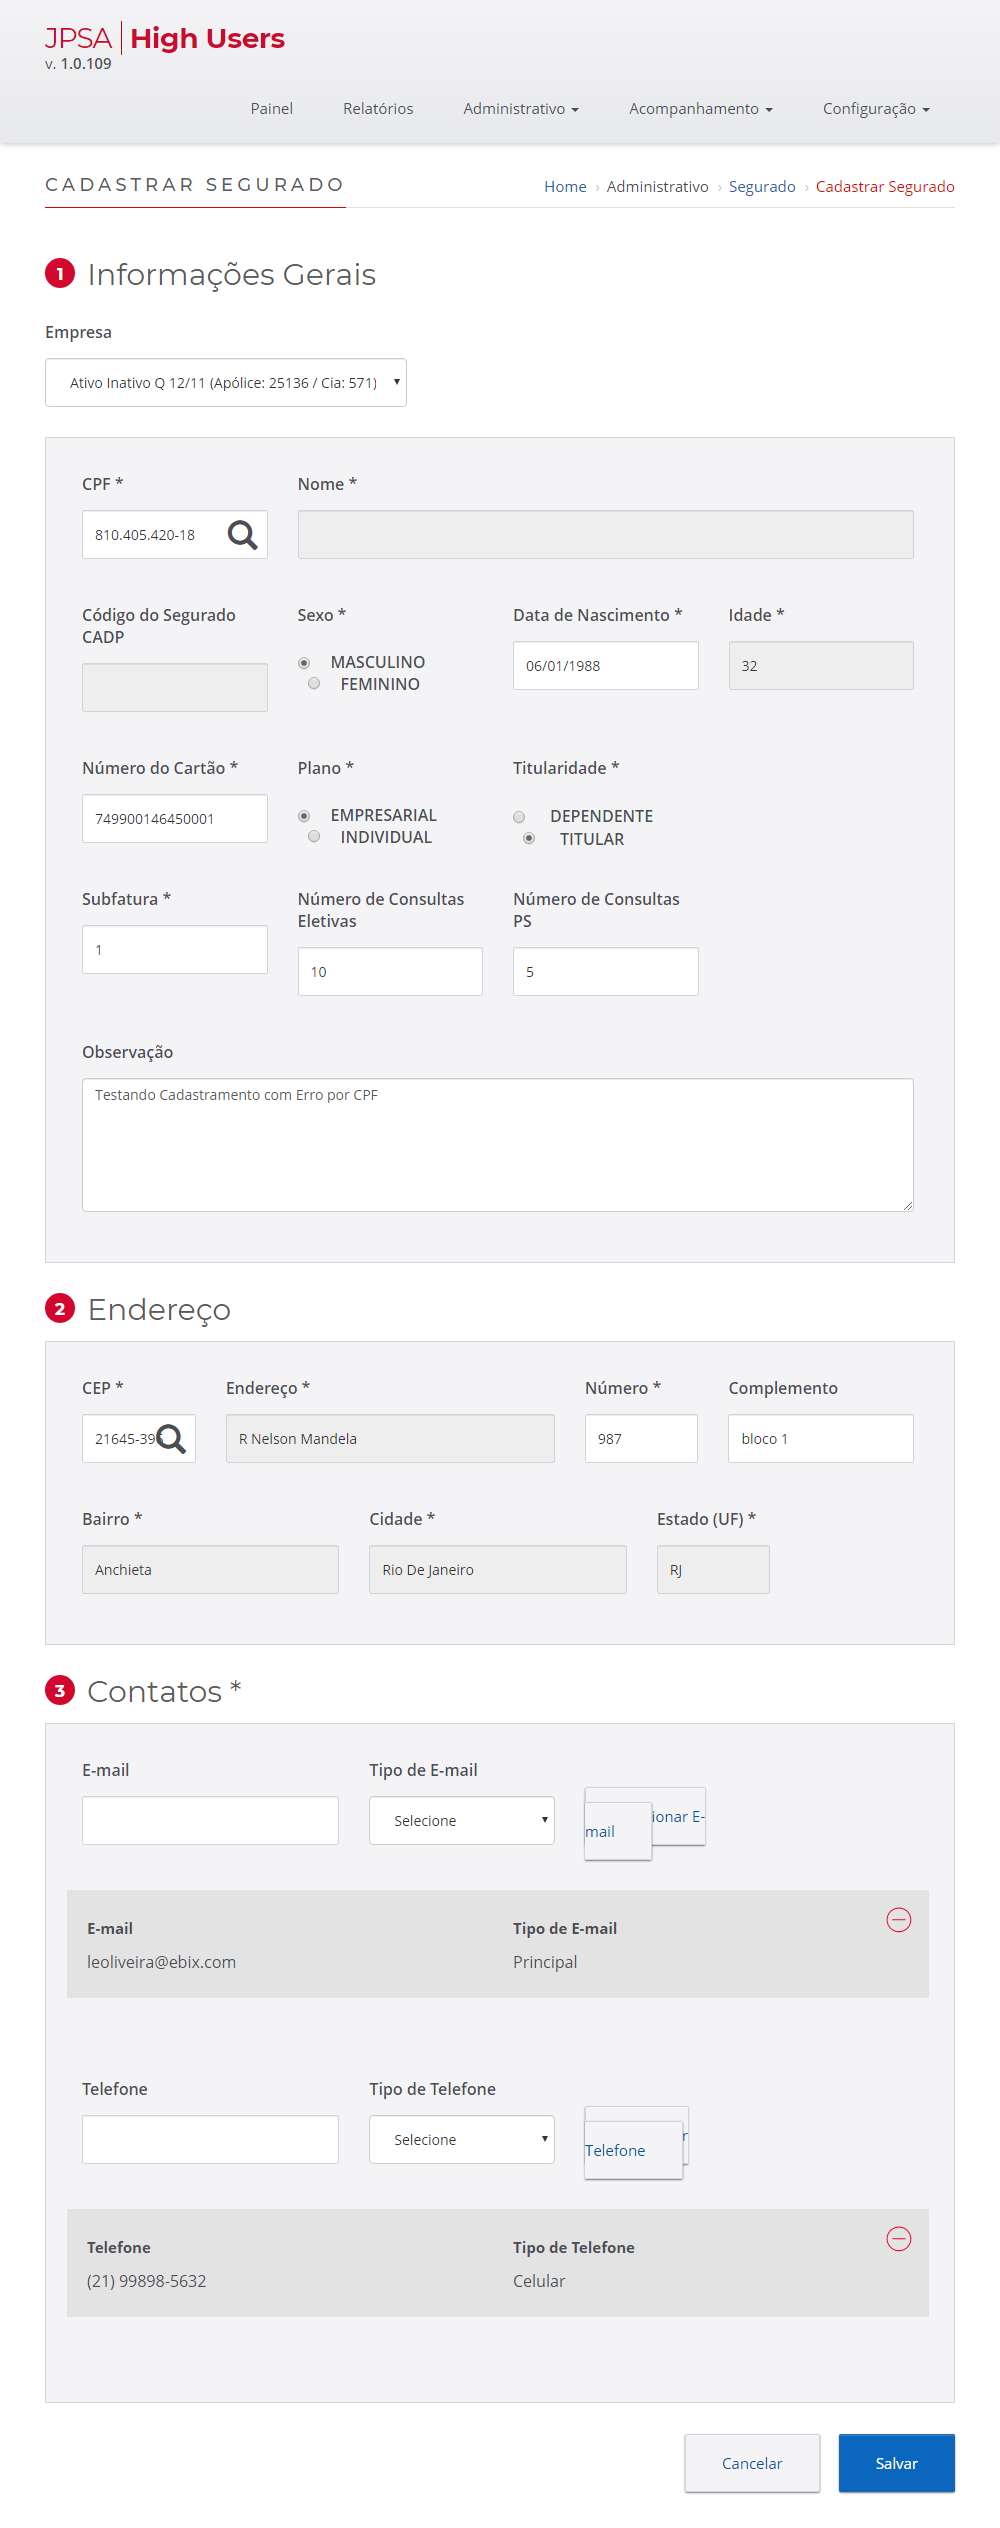 JPSA | High Users
v. 1.0.109
Painel Relatórios Administrativo Acompanhamento Configuração
CADASTRAR SEGURADO
Home › Administrativo › Segurado › Cadastrar Segurado
1 Informações Gerais
Empresa
Ativo Inativo Q 12/11 (Apólice: 25136 / Cia: 571)
CPF * Nome *
810.405.420-18
Código do Segurado CADP Sexo * Data de Nascimento * Idade *
MASCULINO
FEMININO
06/01/1988 32
Número do Cartão * Plano * Titularidade *
749900146450001
EMPRESARIAL
INDIVIDUAL
DEPENDENTE
TITULAR
Subfatura * Número de Consultas Eletivas Número de Consultas PS
1 10 5
Observação
Testando Cadastramento com Erro por CPF
2 Endereço
CEP * Endereço * Número * Complemento
21645-395 R Nelson Mandela 987 bloco 1
Bairro * Cidade * Estado (UF) *
Anchieta Rio De Janeiro RJ
3 Contatos *
E-mail Tipo de E-mail
Selecione
ionar E-
mail
E-mail Tipo de E-mail
leoliveira@ebix.com Principal
Telefone Tipo de Telefone
Selecione
r
Telefone
Telefone Tipo de Telefone
(21) 99898-5632 Celular
Cancelar Salvar